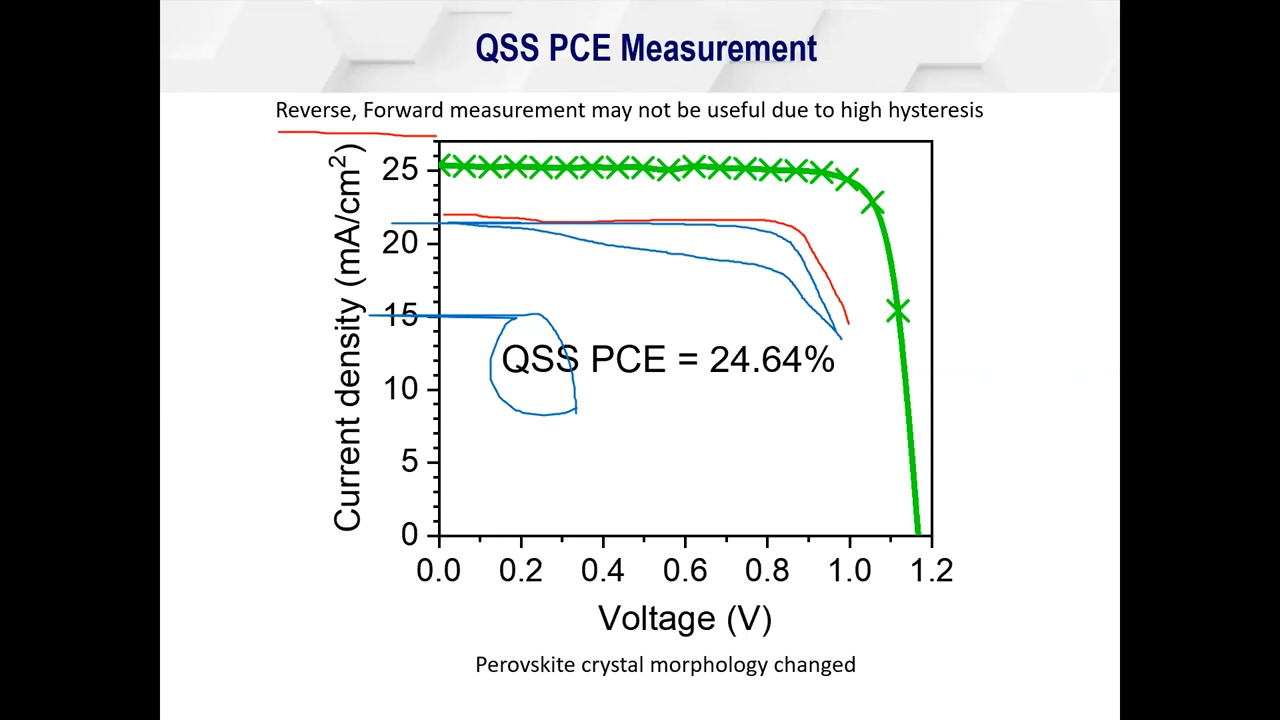 QSS PCE Measurement
Reverse, Forward measurement may not be useful due to high hysteresis
Current density (mA/cm²)
25
20
15
10
5
0
QSS PCE = 24.64%
0.0 0.2 0.4 0.6 0.8 1.0 1.2
Voltage (V)
Perovskite crystal morphology changed